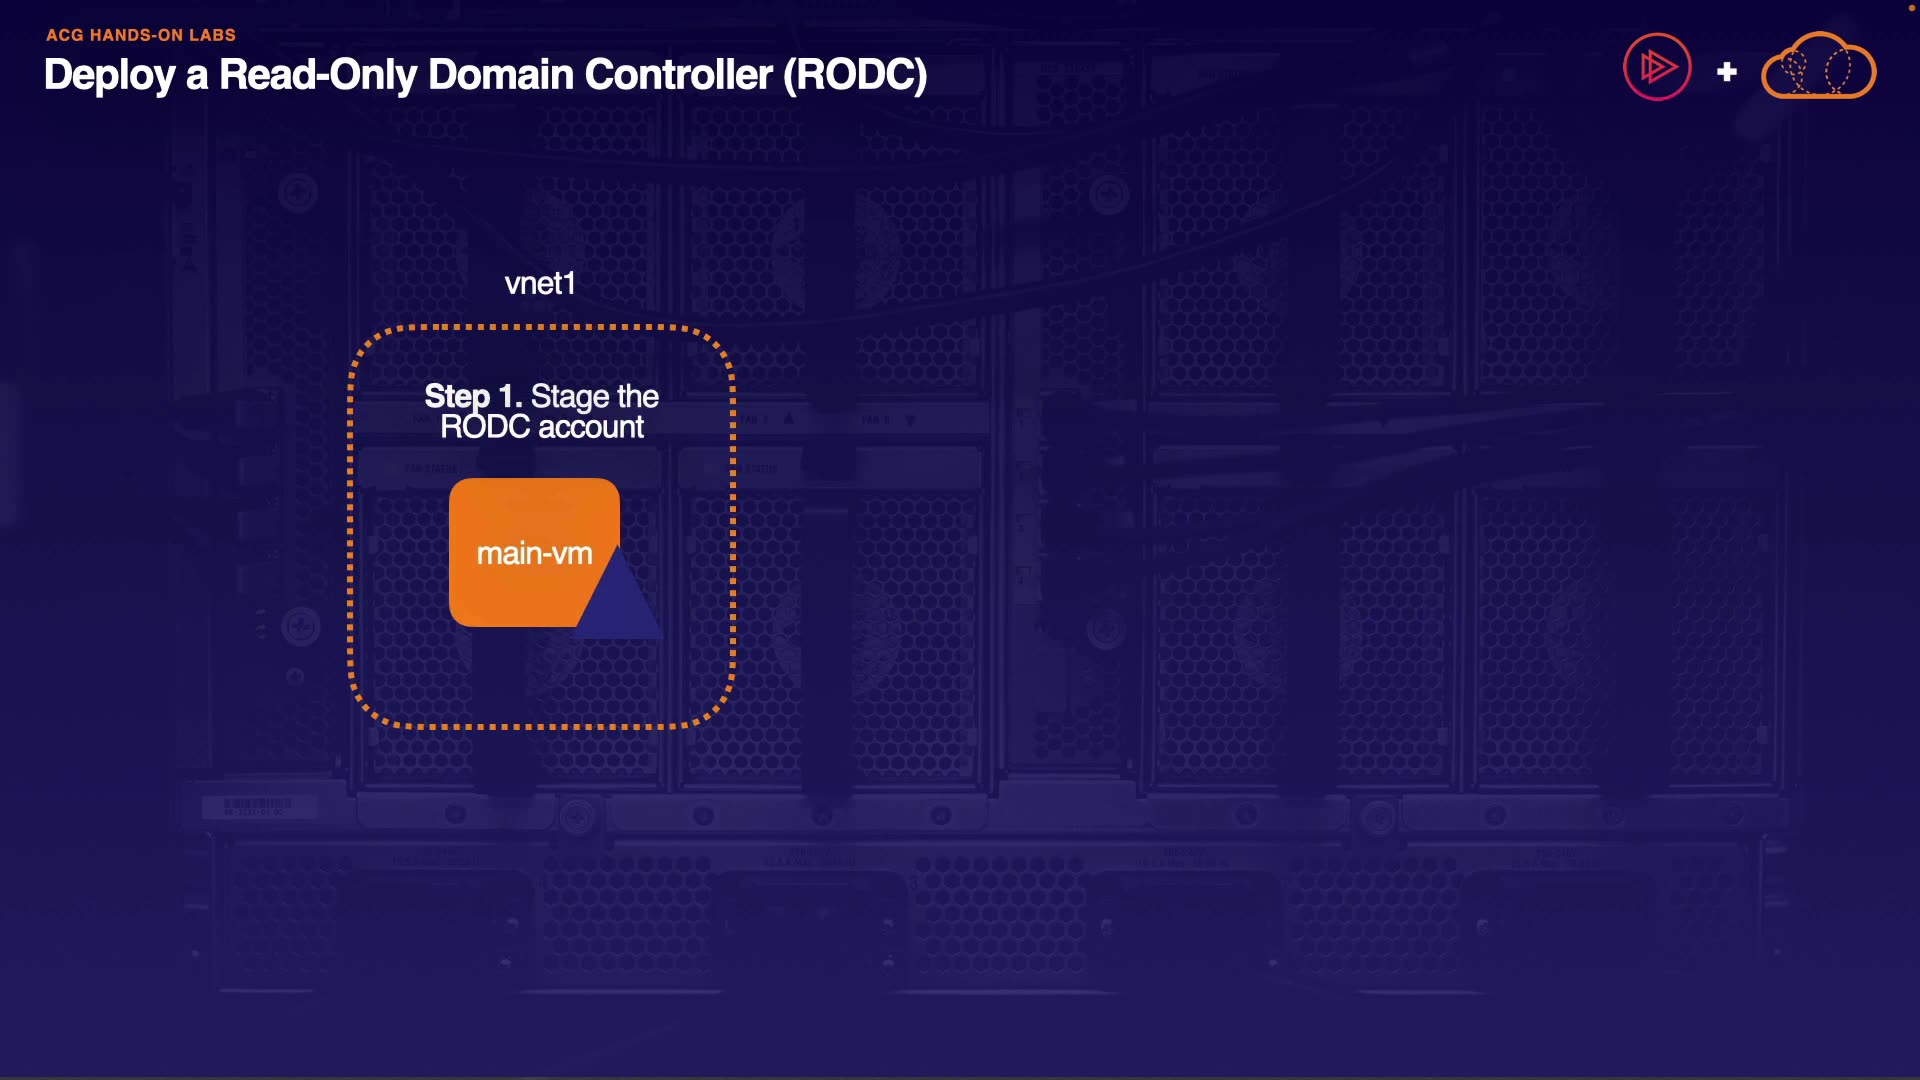 ACG HANDS-ON LABS
Deploy a Read-Only Domain Controller (RODC)
vnet1
Step 1. Stage the
RODC account
main-vm